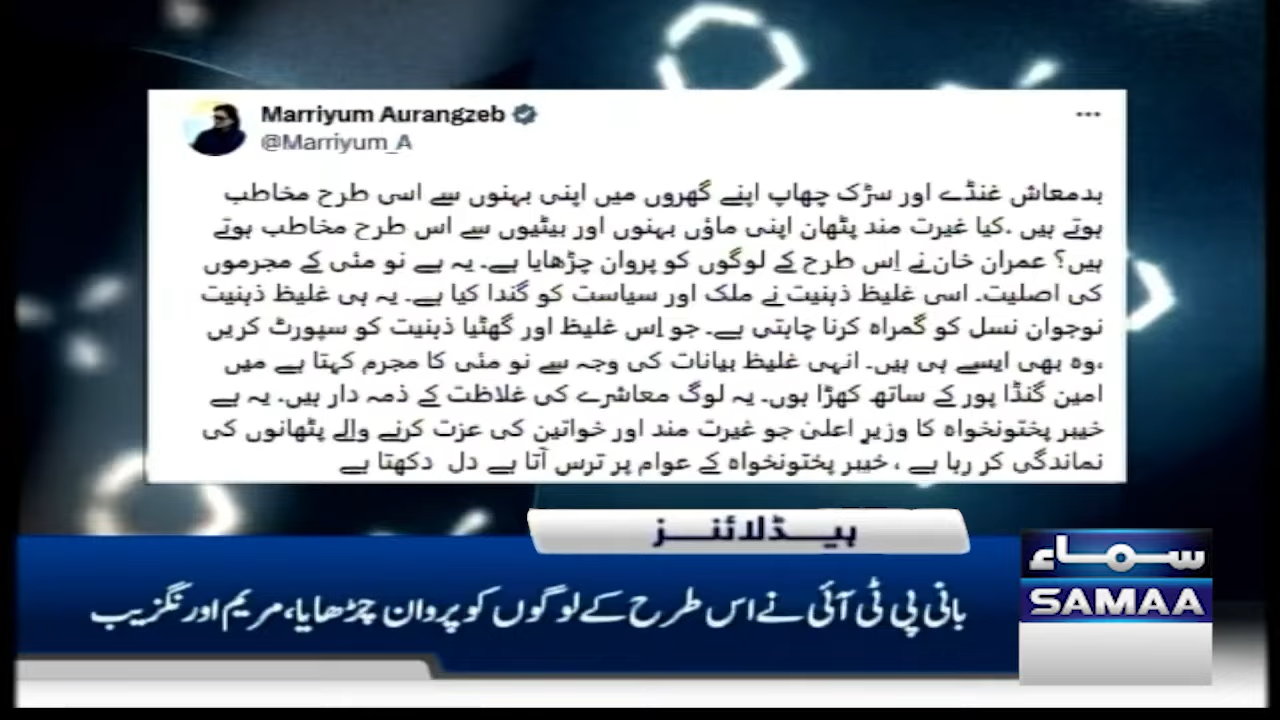 Marriyum Aurangzeb
@Marriyum_A
بدمعاش غنڈے اور سڑک چھاپ اپنے گھروں میں اپنی بہنوں سے اسی طرح مخاطب
ہوتے ہیں .کیا غیرت مند پٹھان اپنی ماؤں بہنوں اور بیٹیوں سے اس طرح مخاطب ہوتے
ہیں؟ عمران خان نے اِس طرح کے لوگوں کو پروان چڑھایا ہے۔ یہ ہے نو مئی کے مجرموں
کی اصلیت۔ اسی غلیظ ذہنیت نے ملک اور سیاست کو گندا کیا ہے۔ یہ ہی غلیظ ذہنیت
نوجوان نسل کو گمراہ کرنا چاہتی ہے۔ جو اِس غلیظ اور گھٹیا ذہنیت کو سپورٹ کریں
،وہ بھی ایسے ہی ہیں۔ انہی غلیظ بیانات کی وجہ سے نو مئی کا مجرم کہتا ہے میں
امین گنڈا پور کے ساتھ کھڑا ہوں۔ یہ لوگ معاشرے کی غلاظت کے ذمہ دار ہیں۔ یہ ہے
خیبر پختونخواہ کا وزیرِ اعلیٰ جو غیرت مند اور خواتین کی عزت کرنے والے پٹھانوں کی
نماندگی کر رہا ہے ، خیبر پختونخواہ کے عوام پر ترس آتا ہے دل دکھتا ہے
ہیڈلائنز
بانی پی ٹی آئی نے اس طرح کے لوگوں کو پروان چڑھایا، مریم اورنگزیب
سماء
SAMAA